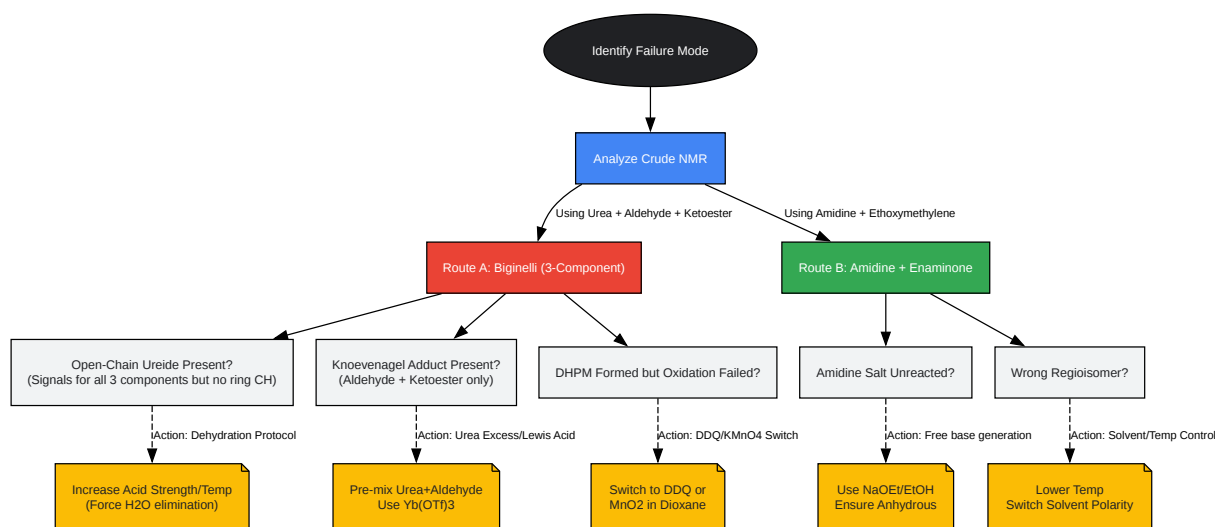 Identify Failure Mode
Analyze Crude NMR
Using Urea + Aldehyde + Ketoester
Using Amidine + Ethoxymethylene
Route A: Biginelli (3-Component)
Route B: Amidine + Enaminone
Open-Chain Ureide Present?
(Signals for all 3 components but no ring CH)
Knoevenagel Adduct Present?
(Aldehyde + Ketoester only)
DHPM Formed but Oxidation Failed?
Amidine Salt Unreacted?
Wrong Regioisomer?
Action: Dehydration Protocol
Action: Urea Excess/Lewis Acid
Action: DDQ/KMnO4 Switch
Action: Free base generation
Action: Solvent/Temp Control
Increase Acid Strength/Temp
(Force H2O elimination)
Pre-mix Urea+Aldehyde
Use Yb(OTf)3
Switch to DDQ or
MnO2 in Dioxane
Use NaOEt/EtOH
Ensure Anhydrous
Lower Temp
Switch Solvent Polarity